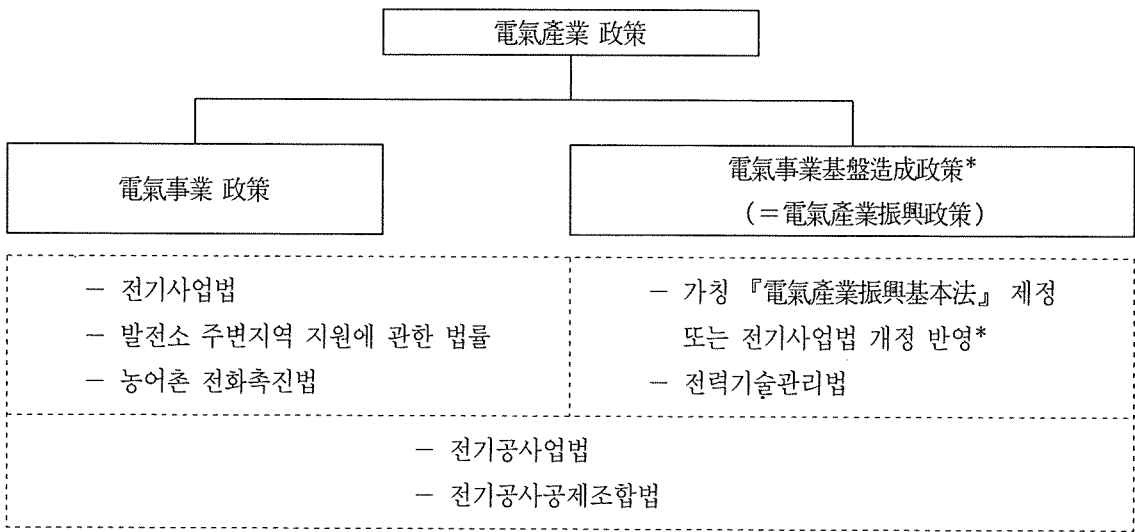 電氣産業 政策
電氣事業 政策
電氣事業基盤造成政策*
(=電氣産業振興政策)
- 전기사업법
- 발전소 주변지역 지원에 관한 법률
- 농어촌 전화촉진법
- 가칭 『電氣産業振興基本法』 제정
또는 전기사업법 개정 반영*
- 전력기술관리법
- 전기공사업법
- 전기공사공제조합법